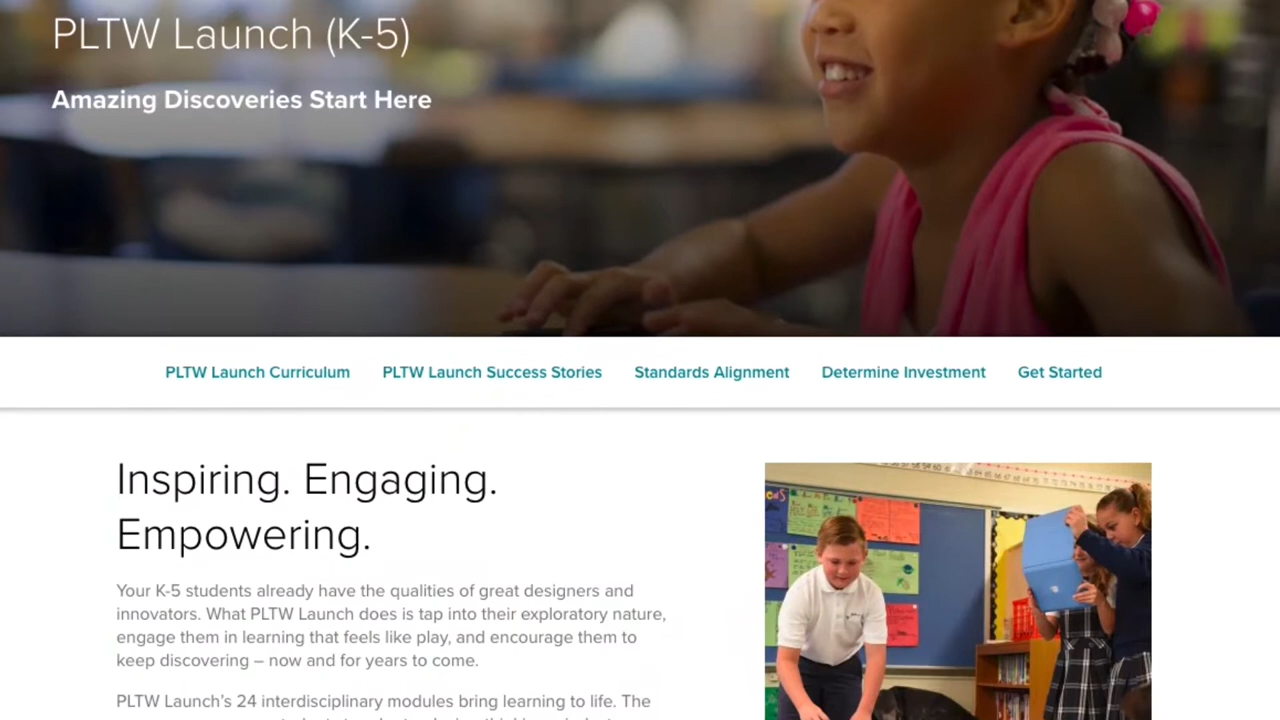 PLTW Launch (K-5)
Amazing Discoveries Start Here
PLTW Launch Curriculum PLTW Launch Success Stories Standards Alignment Determine Investment Get Started
Inspiring. Engaging.
Empowering.
Your K-5 students already have the qualities of great designers and
innovators. What PLTW Launch does is tap into their exploratory nature,
engage them in learning that feels like play, and encourage them to
keep discovering – now and for years to come.
PLTW Launch's 24 interdisciplinary modules bring learning to life. The